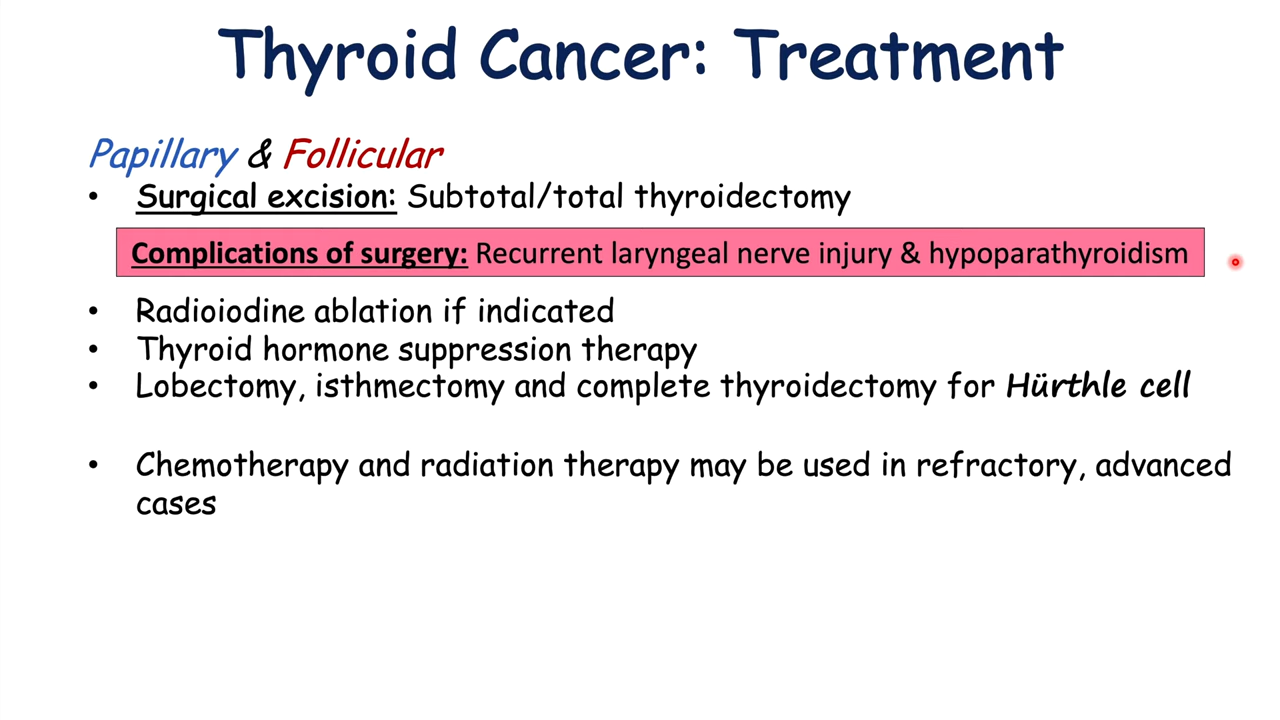 Thyroid Cancer: Treatment
Papillary & Follicular
• Surgical excision: Subtotal/total thyroidectomy
Complications of surgery: Recurrent laryngeal nerve injury & hypoparathyroidism
• Radioiodine ablation if indicated
• Thyroid hormone suppression therapy
• Lobectomy, isthmectomy and complete thyroidectomy for Hürthle cell
• Chemotherapy and radiation therapy may be used in refractory, advanced
cases